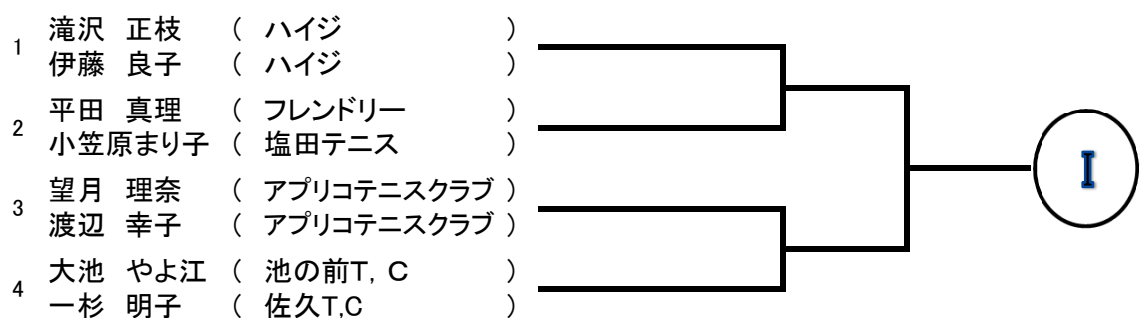 1 滝沢 正枝 ( ハイジ )
伊藤 良子 ( ハイジ )
2 平田 真理 ( フレンドリー )
小笠原まり子 ( 塩田テニス )
3 望月 理奈 ( アプリコテニスクラブ )
渡辺 幸子 ( アプリコテニスクラブ )
4 大池 やよ江 ( 池の前T, C )
一杉 明子 ( 佐久T,C )
I